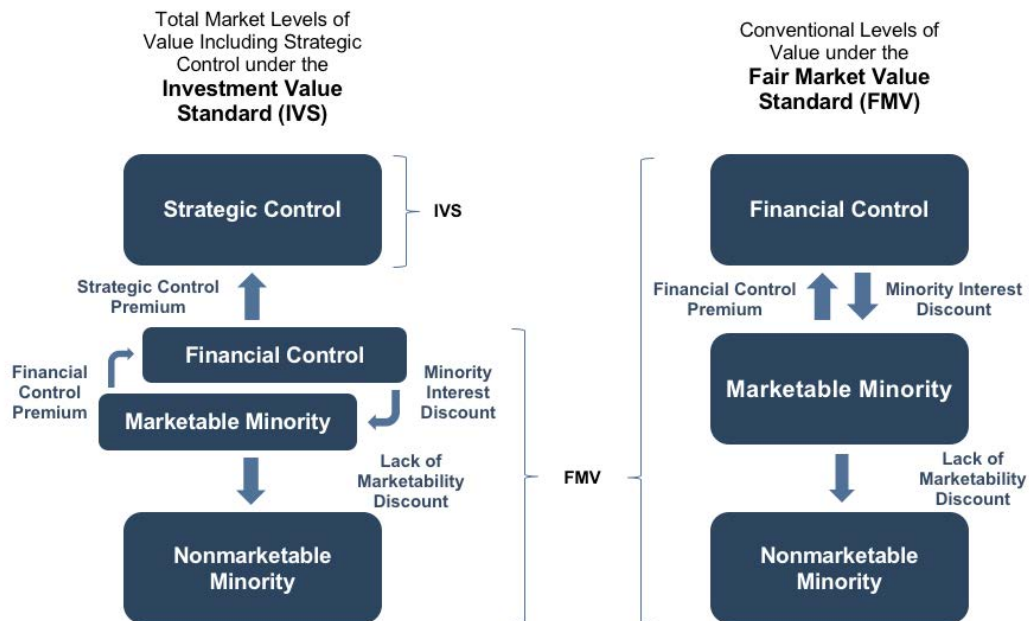 Total Market Levels of
Value Including Strategic
Control under the
Investment Value
Standard (IVS)
Strategic Control
IVS
Strategic Control
Premium
Financial Control
Financial
Control
Premium
Minority
Interest
Discount
Marketable Minority
Lack of
Marketability
Discount
Nonmarketable
Minority
FMV
Conventional Levels of
Value under the
Fair Market Value
Standard (FMV)
Financial Control
Financial Control
Premium
Minority Interest
Discount
Marketable Minority
Lack of
Marketability
Discount
Nonmarketable
Minority